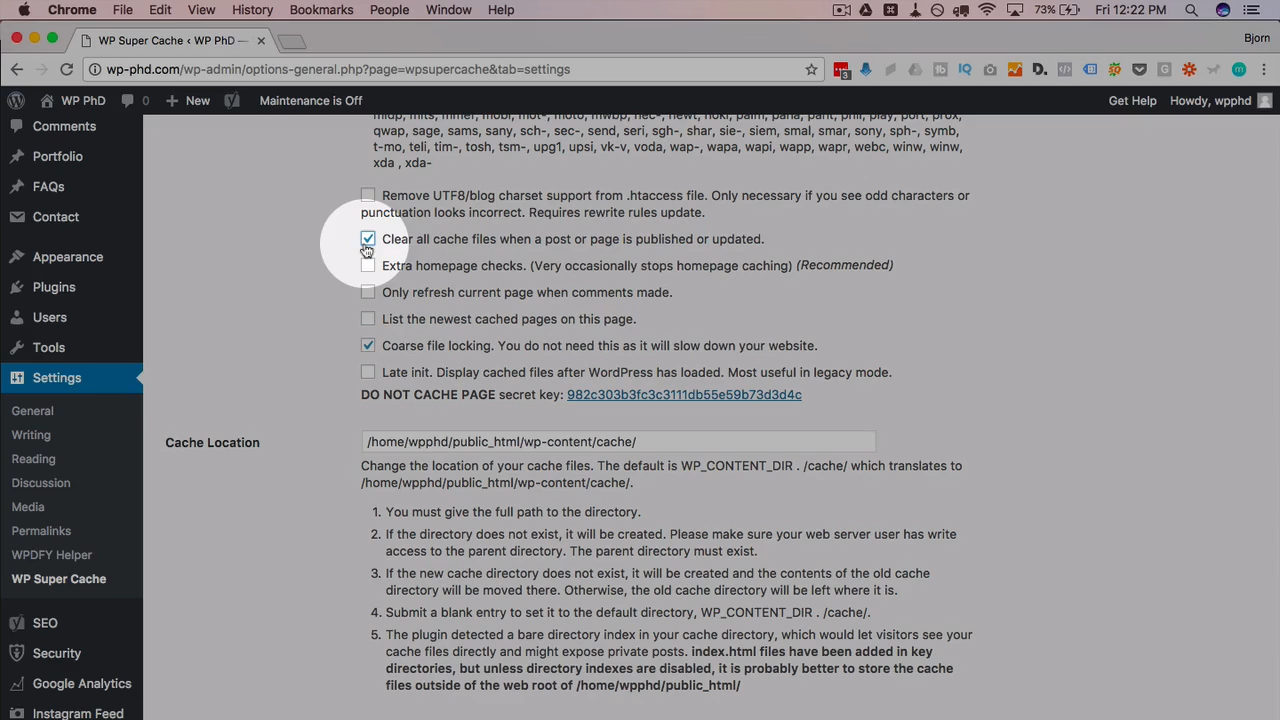 Chrome File Edit View History Bookmarks People Window Help 73% Fri 12:22 PM
WP Super Cache ‹ WP PhD —
Bjorn
wp-phd.com/wp-admin/options-general.php?page=wpsupercache&tab=settings
WP PhD 0 New Maintenance is Off Get Help Howdy, wpphd
Comments
Portfolio
FAQs
Contact
Appearance
Plugins
Users
Tools
Settings
General
Writing
Reading
Discussion
Media
Permalinks
WPDFY Helper
WP Super Cache
SEO
Security
Google Analytics
Instagram Feed
midp, mits, mmef, mobi, mot-, moto, mwbp, nec-, newt, noki, palm, pana, pant, phil, play, port, prox,
qwap, sage, sams, sany, sch-, sec-, send, seri, sgh-, shar, sie-, siem, smal, smar, sony, sph-, symb,
t-mo, teli, tim-, tosh, tsm-, upg1, upsi, vk-v, voda, wap-, wapa, wapi, wapp, wapr, webc, winw, winw,
xda , xda-
Remove UTF8/blog charset support from .htaccess file. Only necessary if you see odd characters or
punctuation looks incorrect. Requires rewrite rules update.
Clear all cache files when a post or page is published or updated.
Extra homepage checks. (Very occasionally stops homepage caching) (Recommended)
Only refresh current page when comments made.
List the newest cached pages on this page.
Coarse file locking. You do not need this as it will slow down your website.
Late init. Display cached files after WordPress has loaded. Most useful in legacy mode.
DO NOT CACHE PAGE secret key: 982c303b3fc3c3111db55e59b73d3d4c
Cache Location
/home/wpphd/public_html/wp-content/cache/
Change the location of your cache files. The default is WP_CONTENT_DIR . /cache/ which translates to
/home/wpphd/public_html/wp-content/cache/.
1. You must give the full path to the directory.
2. If the directory does not exist, it will be created. Please make sure your web server user has write
access to the parent directory. The parent directory must exist.
3. If the new cache directory does not exist, it will be created and the contents of the old cache
directory will be moved there. Otherwise, the old cache directory will be left where it is.
4. Submit a blank entry to set it to the default directory, WP_CONTENT_DIR . /cache/.
5. The plugin detected a bare directory index in your cache directory, which would let visitors see your
cache files directly and might expose private posts. index.html files have been added in key
directories, but unless directory indexes are disabled, it is probably better to store the cache
files outside of the web root of /home/wpphd/public_html/